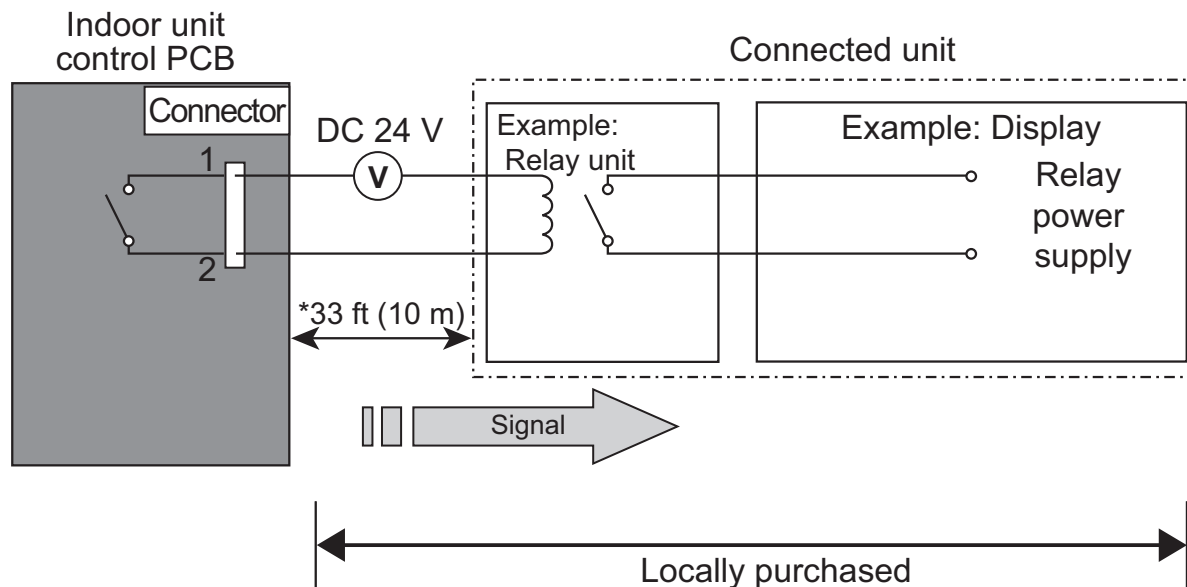 Indoor unit
control PCB
Connector
1
2
DC 24 V
V
*33 ft (10 m)
Connected unit
Example:
Relay unit
Example: Display
Relay
power
supply
Signal
Locally purchased